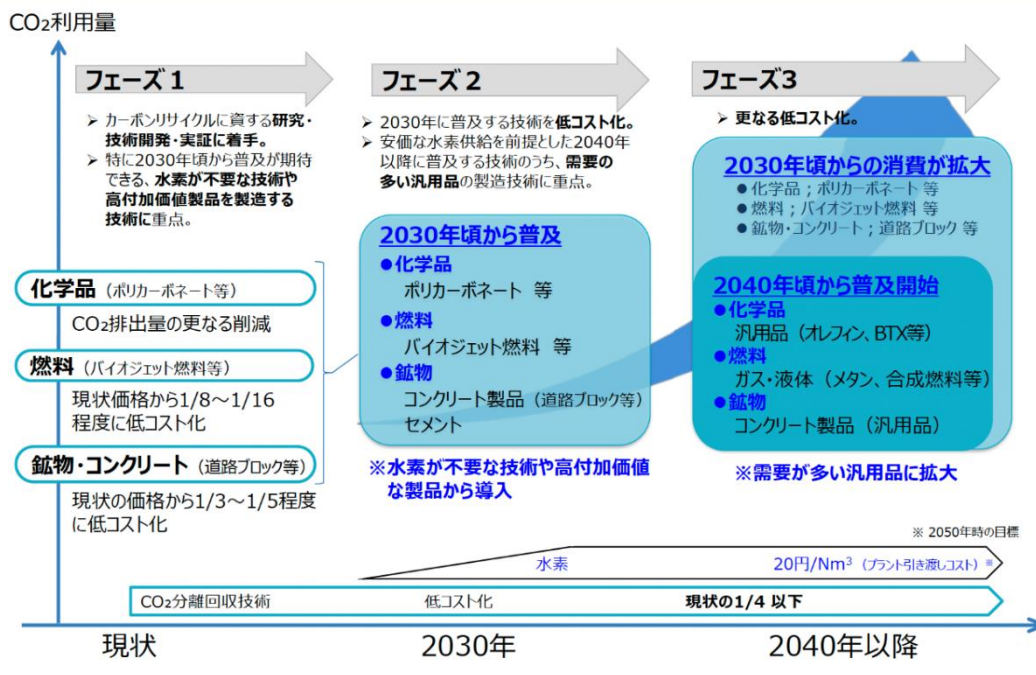 CO₂利用量
フェーズ1
➢ カーボンリサイクルに資する研究・
技術開発・実証に着手。
➢ 特に2030年頃から普及が期待
できる、水素が不要な技術や
高付加価値製品を製造する
技術に重点。
化学品（ポリカーボネート等）
CO₂排出量の更なる削減
燃料（バイオジェット燃料等）
現状価格から1/8～1/16
程度に低コスト化
鉱物・コンクリート（道路ブロック等）
現状の価格から1/3～1/5程度
に低コスト化
フェーズ2
➢ 2030年に普及する技術を低コスト化。
➢ 安価な水素供給を前提とした2040年
以降に普及する技術のうち、需要の
多い汎用品の製造技術に重点。
2030年頃から普及
●化学品
ポリカーボネート 等
●燃料
バイオジェット燃料 等
●鉱物
コンクリート製品（道路ブロック等）
セメント
※水素が不要な技術や高付加価値
な製品から導入
フェーズ3
➢ 更なる低コスト化。
2030年頃からの消費が拡大
●化学品；ポリカーボネート 等
●燃料；バイオジェット燃料 等
●鉱物・コンクリート；道路ブロック 等
2040年頃から普及開始
●化学品
汎用品（オレフィン、BTX等）
●燃料
ガス・液体（メタン、合成燃料等）
●鉱物
コンクリート製品（汎用品）
※需要が多い汎用品に拡大
※ 2050年時の目標
水素 20円/Nm³（プラント引き渡しコスト）※
CO₂分離回収技術 低コスト化 現状の1/4 以下
現状 2030年 2040年以降